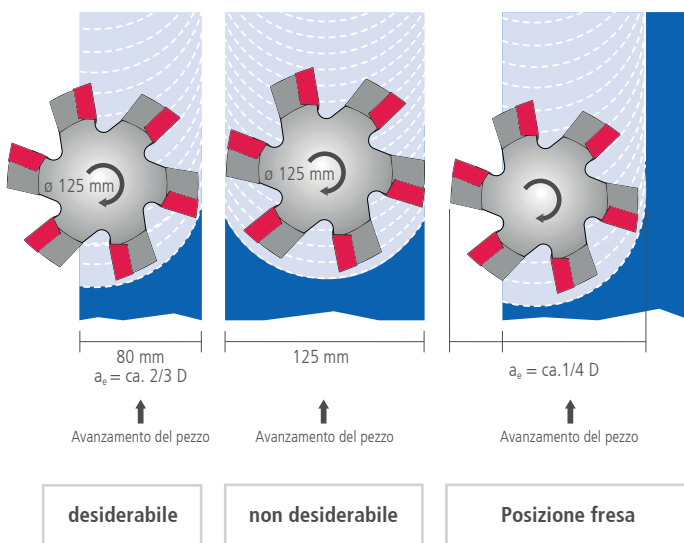 ø 125 mm
ø 125 mm
80 mm
aₑ = ca. 2/3 D
125 mm
aₑ = ca.1/4 D
Avanzamento del pezzo
Avanzamento del pezzo
Avanzamento del pezzo
desiderabile
non desiderabile
Posizione fresa